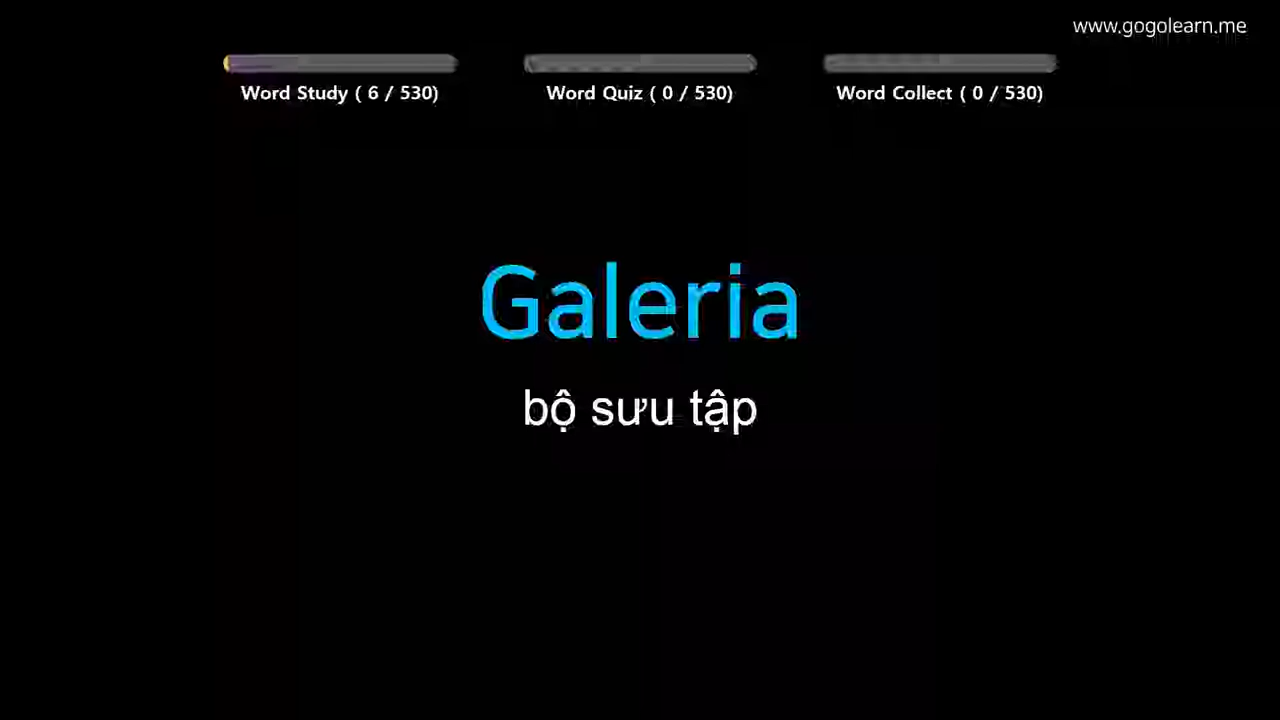 www.gogolearn.me
Word Study ( 6 / 530)
Word Quiz ( 0 / 530)
Word Collect ( 0 / 530)
Galeria
bộ sưu tập